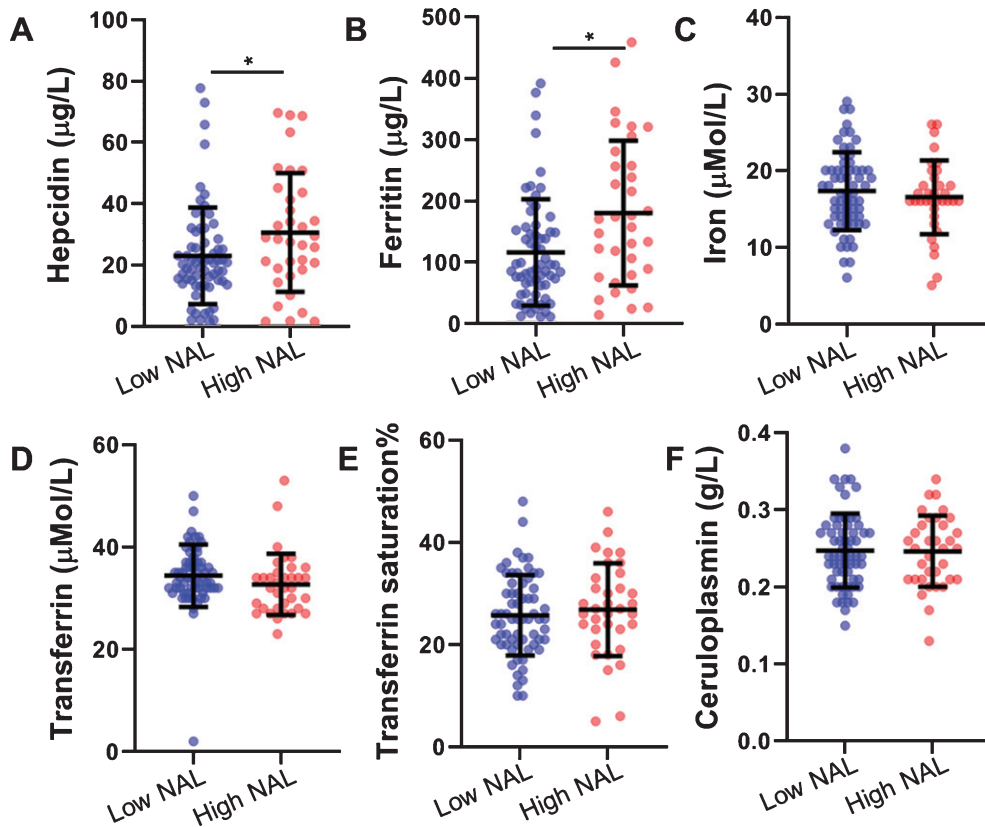 A
Hepcidin (μg/L)
100
80
60
40
20
0
*
Low NAL
High NAL
B
Ferritin (μg/L)
500
400
300
200
100
0
*
Low NAL
High NAL
C
Iron (μMol/L)
40
30
20
10
0
Low NAL
High NAL
D
Transferrin (μMol/L)
60
40
20
0
Low NAL
High NAL
E
Transferrin saturation%
60
40
20
0
Low NAL
High NAL
F
Ceruloplasmin (g/L)
0.4
0.3
0.2
0.1
0.0
Low NAL
High NAL